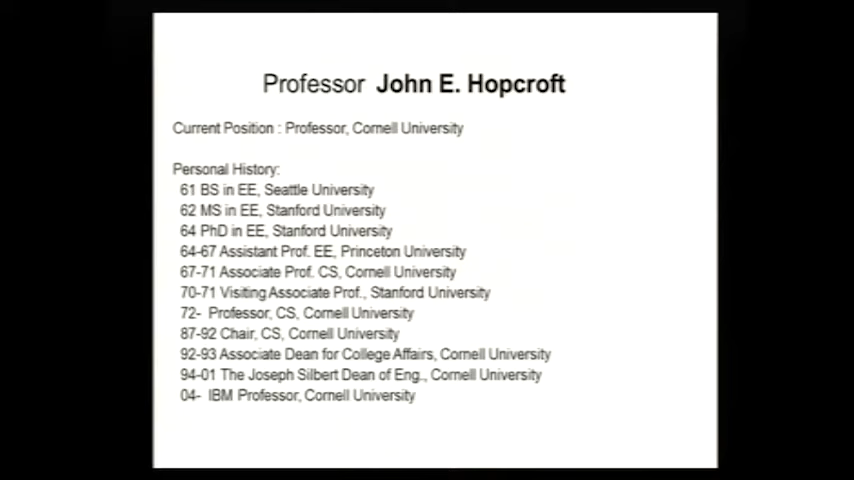 Professor John E. Hopcroft
Current Position : Professor, Cornell University
Personal History:
61 BS in EE, Seattle University
62 MS in EE, Stanford University
64 PhD in EE, Stanford University
64-67 Assistant Prof. EE, Princeton University
67-71 Associate Prof. CS, Cornell University
70-71 Visiting Associate Prof., Stanford University
72- Professor, CS, Cornell University
87-92 Chair, CS, Cornell University
92-93 Associate Dean for College Affairs, Cornell University
94-01 The Joseph Silbert Dean of Eng., Cornell University
04- IBM Professor, Cornell University